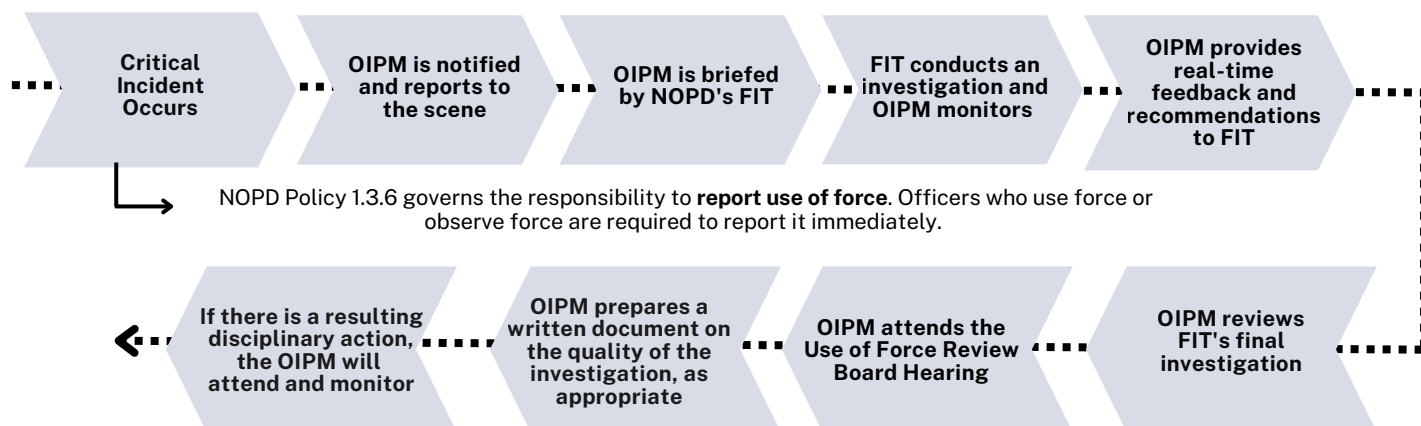 Critical
Incident
Occurs
OIPM is notified
and reports to
the scene
OIPM is briefed
by NOPD's FIT
FIT conducts an
investigation and
OIPM monitors
OIPM provides
real-time
feedback and
recommendations
to FIT
NOPD Policy 1.3.6 governs the responsibility to report use of force. Officers who use force or
observe force are required to report it immediately.
OIPM reviews
FIT's final
investigation
OIPM attends the
Use of Force Review
Board Hearing
OIPM prepares a
written document on
the quality of the
investigation, as
appropriate
If there is a resulting
disciplinary action,
the OIPM will
attend and monitor